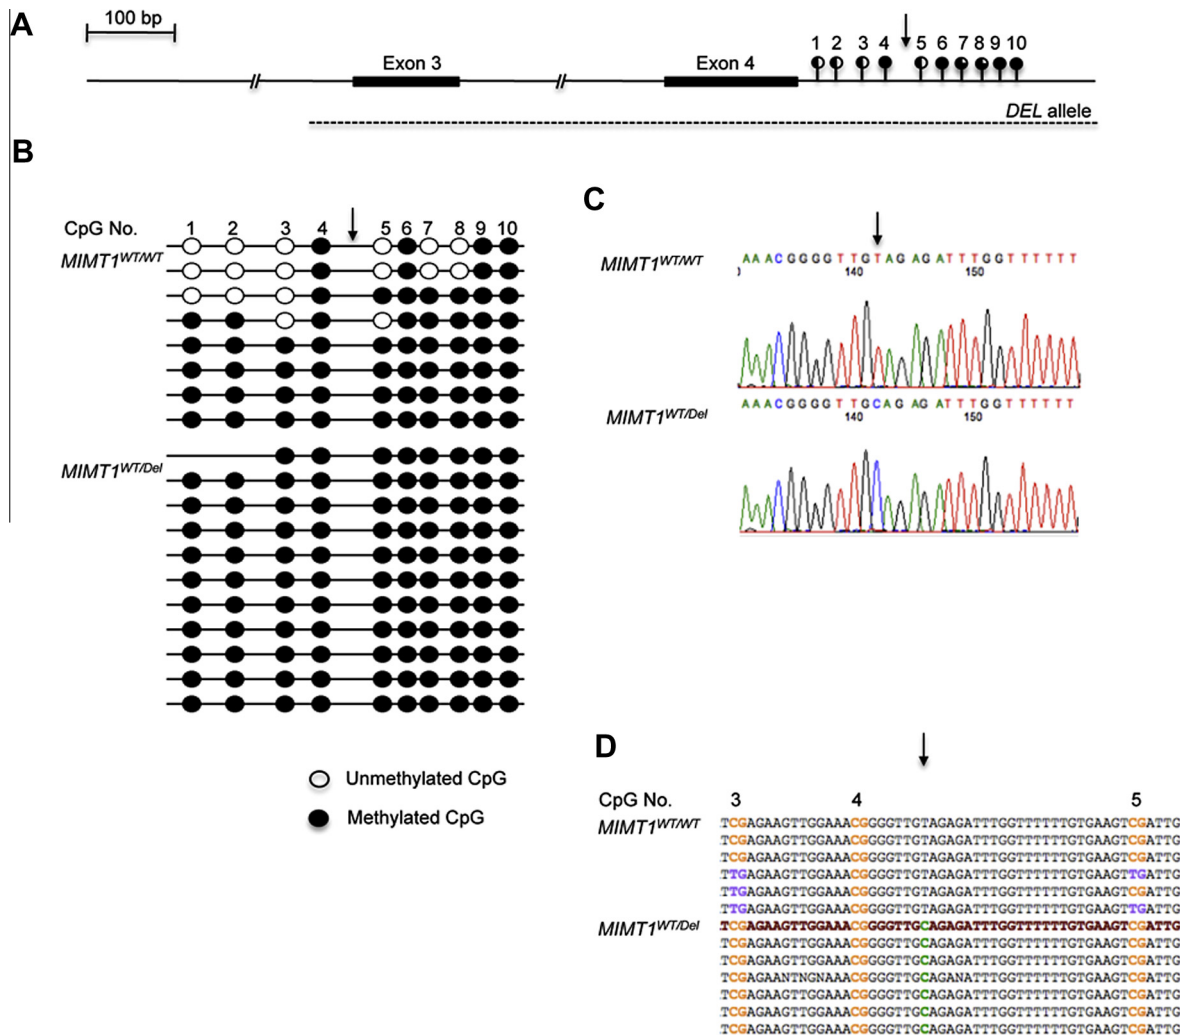 A
100 bp
Exon 3
Exon 4
1 2 3 4 5 6 7 8 9 10
DEL allele
B
CpG No. 1 2 3 4 5 6 7 8 9 10
MIMT1WT/WT
MIMT1WT/Del
Unmethylated CpG
Methylated CpG
C
MIMT1WT/WT
A A A C G G G G T T G T A G A G A T T T G G T T T T T T
140 150
MIMT1WT/Del
A A A C G G G G T T G C A G A G A T T T G G T T T T T T
140 150
D
CpG No. 3 4 5
MIMT1WT/WT
TCGAGAAGTTGGAAACGGGGTTGTAGAGATTTGGTTTTTTGTGAAGTCGATTG
TCGAGAAGTTGGAAACGGGGTTGTAGAGATTTGGTTTTTTGTGAAGTCGATTG
TCGAGAAGTTGGAAACGGGGTTGTAGAGATTTGGTTTTTTGTGAAGTCGATTG
TTGAGAAGTTGGAAACGGGGTTGTAGAGATTTGGTTTTTTGTGAAGTTGATTG
TTGAGAAGTTGGAAACGGGGTTGTAGAGATTTGGTTTTTTGTGAAGTCGATTG
TTGAGAAGTTGGAAACGGGGTTGTAGAGATTTGGTTTTTTGTGAAGTTGATTG
MIMT1WT/Del
TCGAGAAGTTGGAAACGGGGTTGCAGAGATTTGGTTTTTTGTGAAGTCGATTG
TCGAGAAGTTGGAAACGGGGTTGCAGAGATTTGGTTTTTTGTGAAGTCGATTG
TCGAGAAGTTGGAAACGGGGTTGCAGAGATTTGGTTTTTTGTGAAGTCGATTG
TCGAGAANTNGNAAACGGGGTTGCAGANATTTGGTTTTTTGTGAAGTCGATTG
TCGAGAAGTTGGAAACGGGGTTGCAGAGATTTGGTTTTTTGTGAAGTCGATTG
TCGAGAAGTTGGAAACGGGGTTGCAGAGATTTGGTTTTTTGTGAAGTCGATTG
TCGAGAAGTTGGAAACGGGGTTGCAGAGATTTGGTTTTTTGTGAAGTCGATTG